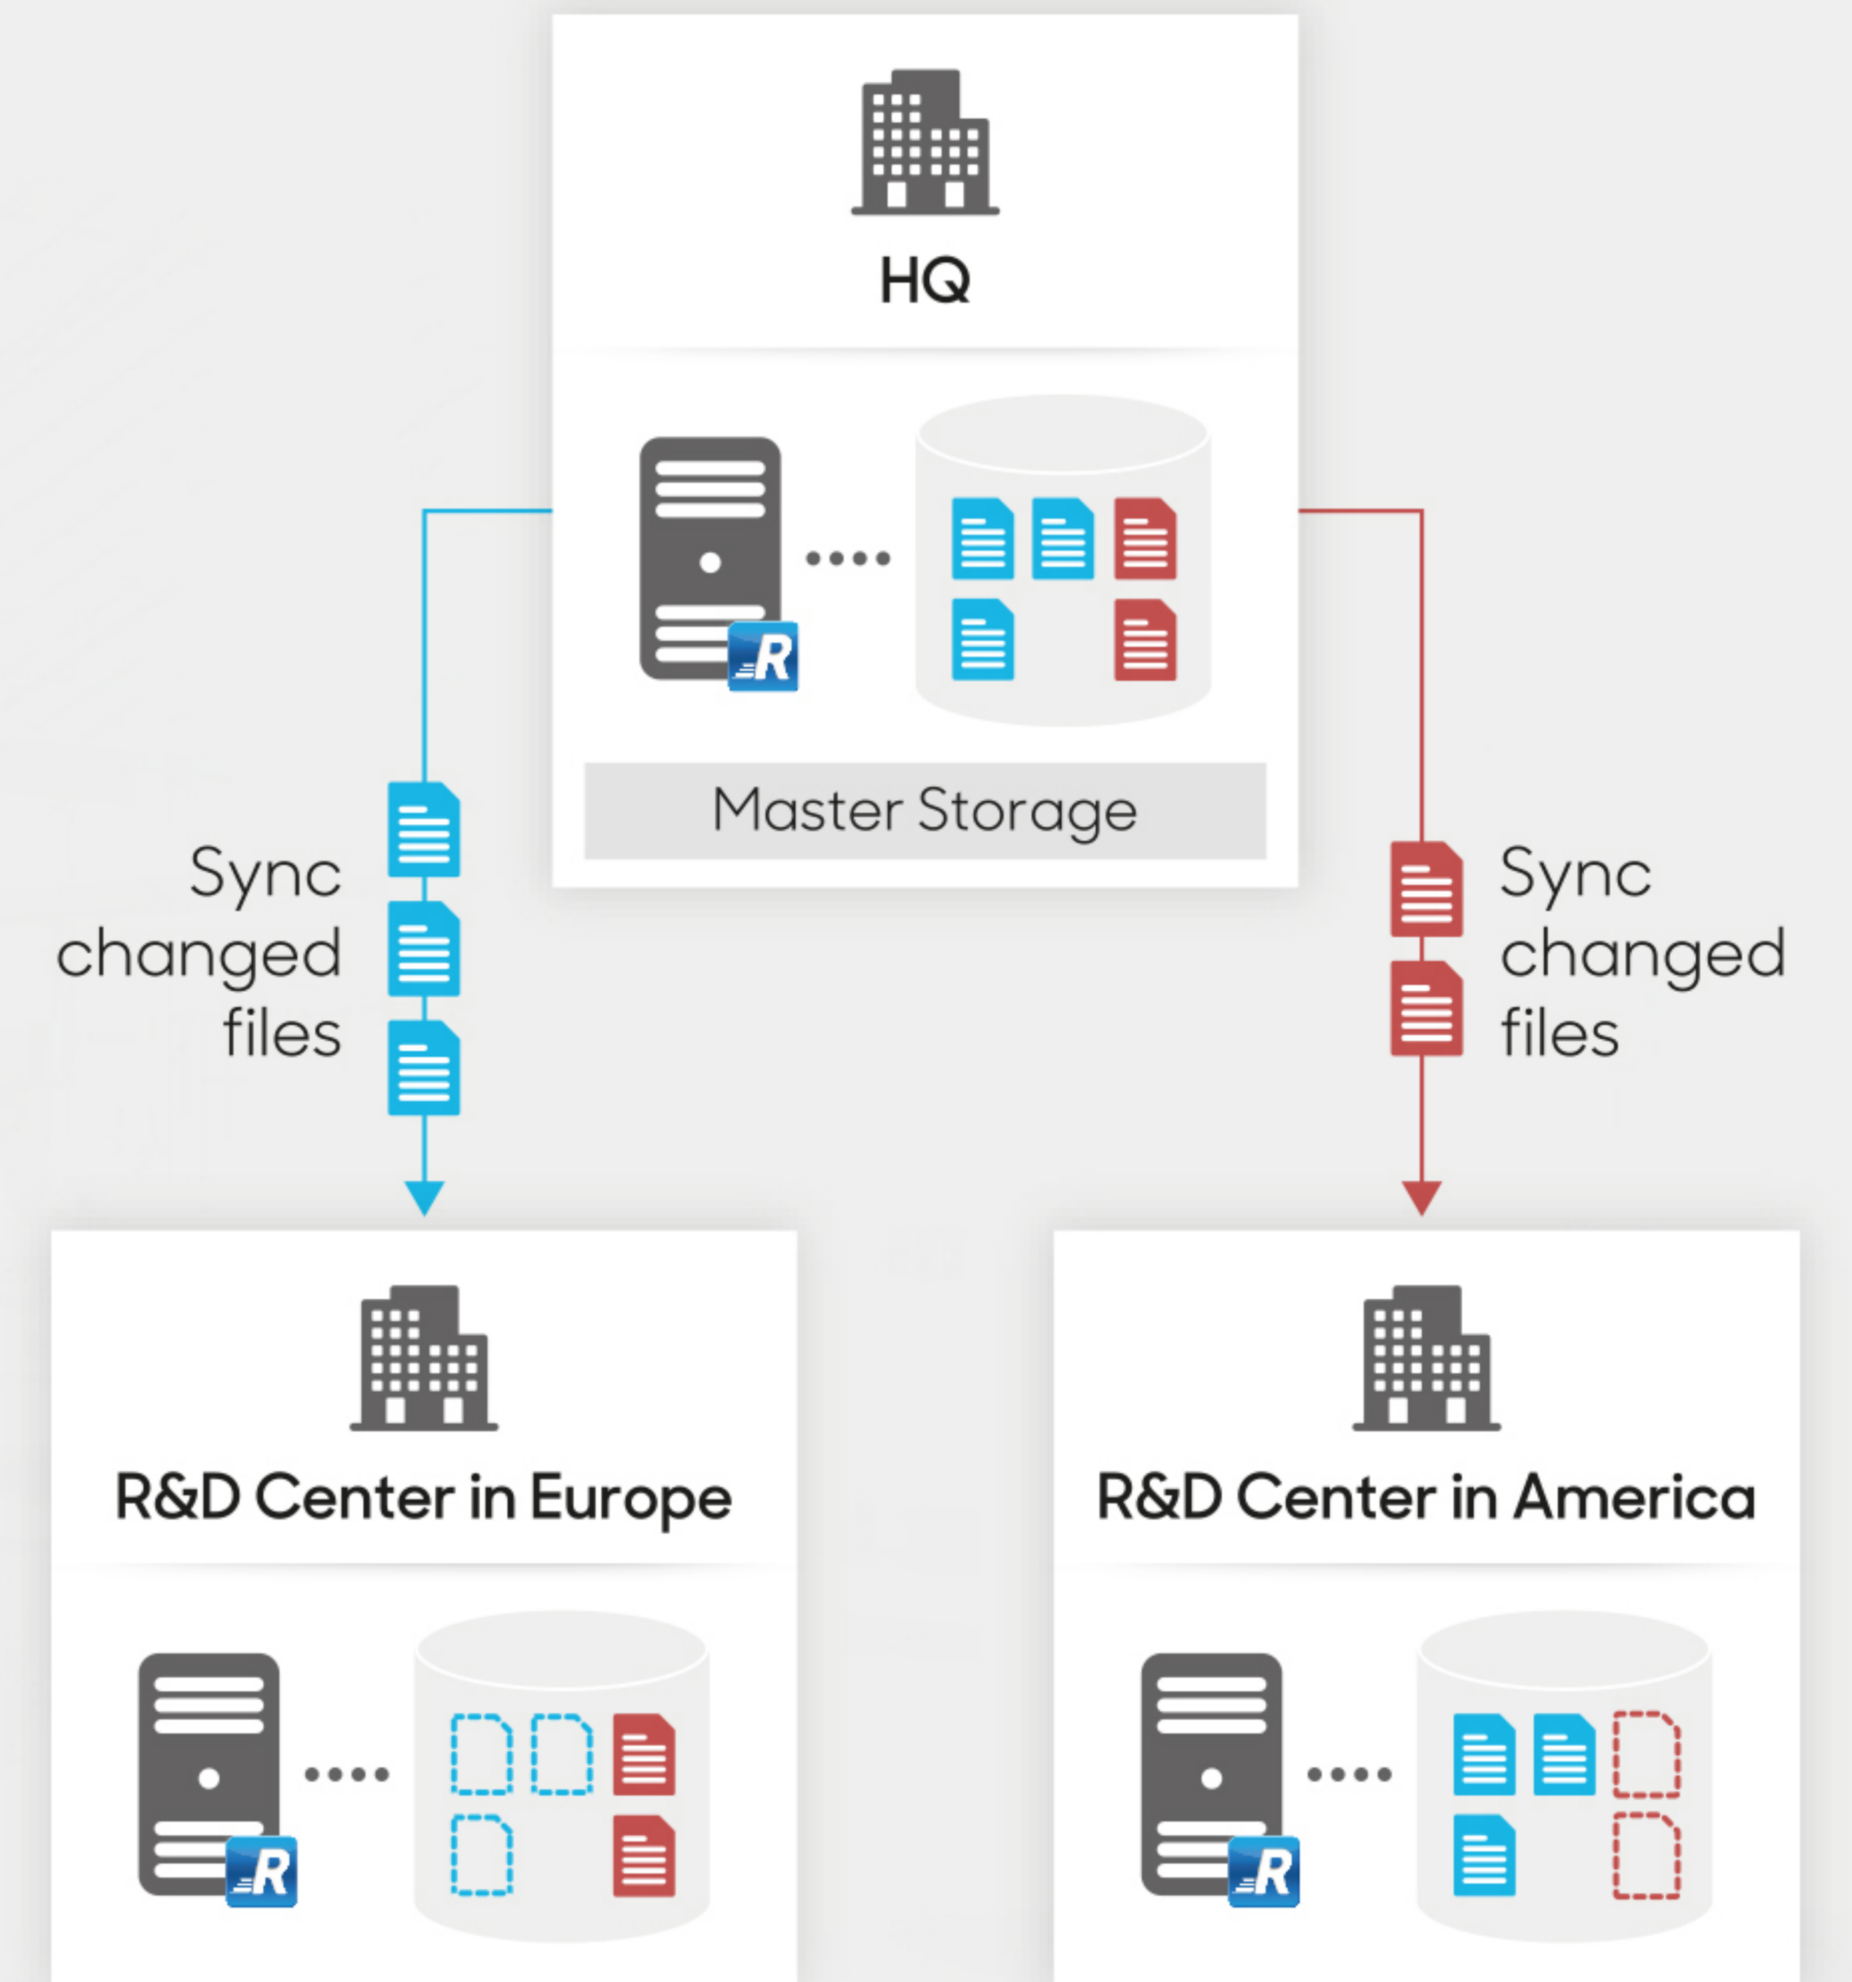 HQ
R
Master Storage
Sync
changed
files
Sync
changed
files
R&D Center in Europe
R&D Center in America
R
R